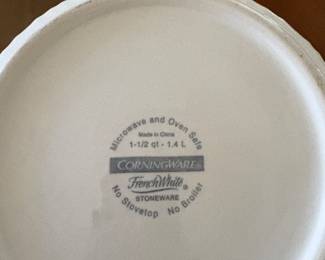 Microwave and Oven Safe
Made in China
1-1/2 qt - 1.4 L
CORNINGWARE®
FrenchWhite®
STONEWARE
No Stovetop No Broiler